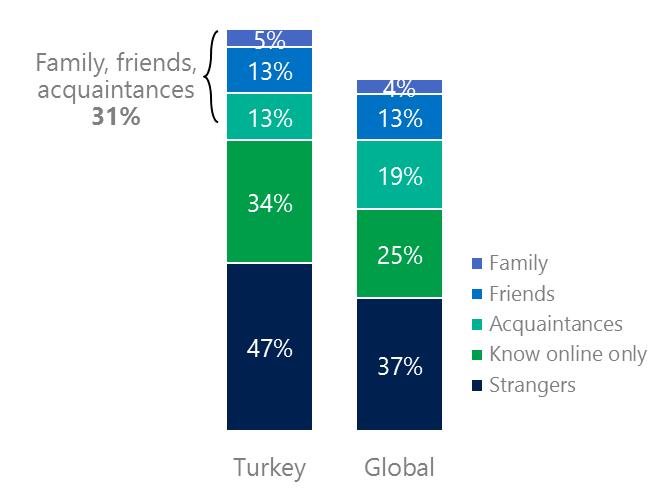 Family, friends,
acquaintances
31%
5%
13%
13%
34%
47%
4%
13%
19%
25%
37%
Family
Friends
Acquaintances
Know online only
Strangers
Turkey
Global